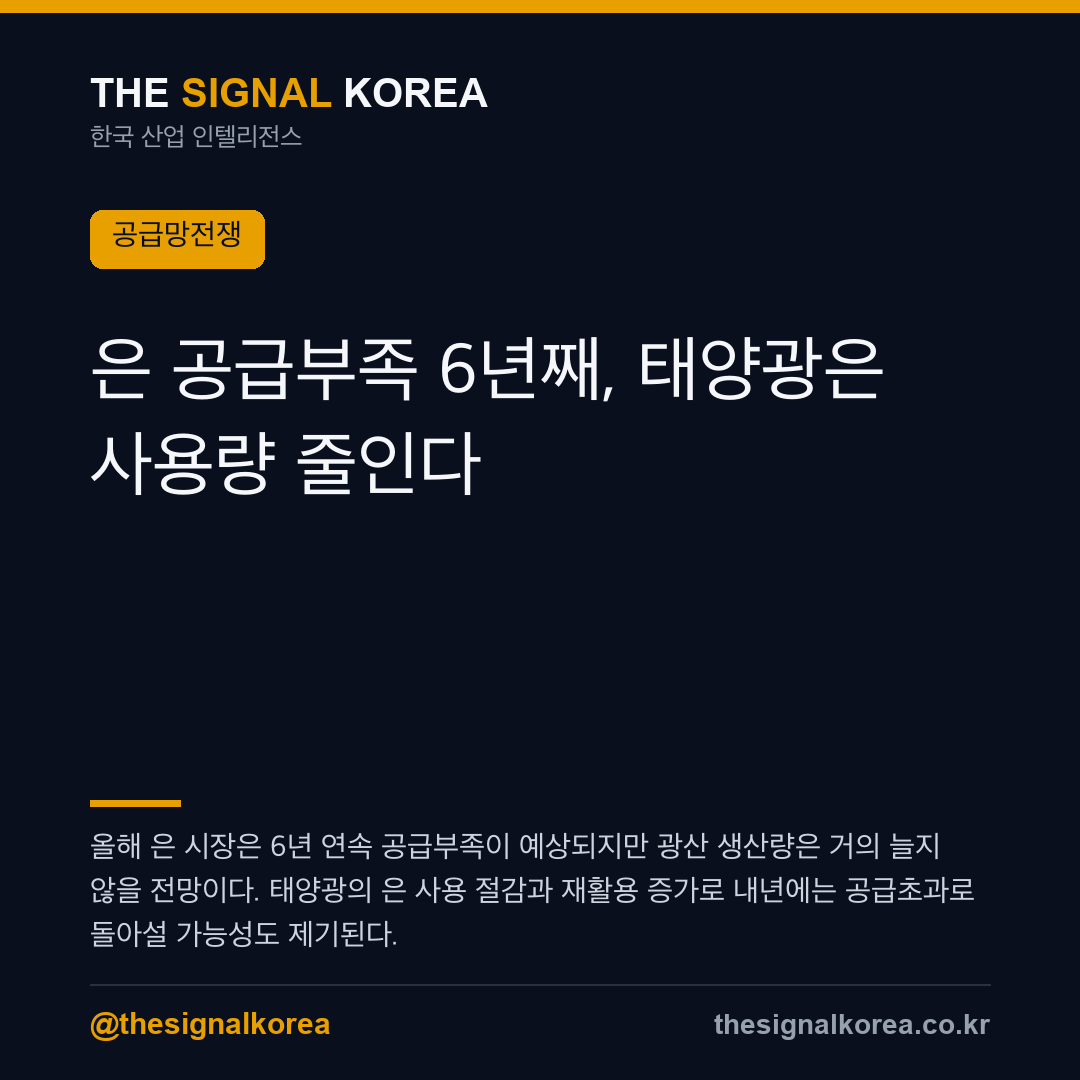 THE SIGNAL KOREA
한국 산업 인텔리전스
공급망전쟁
은 공급부족 6년째, 태양광은
사용량 줄인다
올해 은 시장은 6년 연속 공급부족이 예상되지만 광산 생산량은 거의 늘지
않을 전망이다. 태양광의 은 사용 절감과 재활용 증가로 내년에는 공급초과로
돌아설 가능성도 제기된다.
@thesignalkorea
thesignalkorea.co.kr